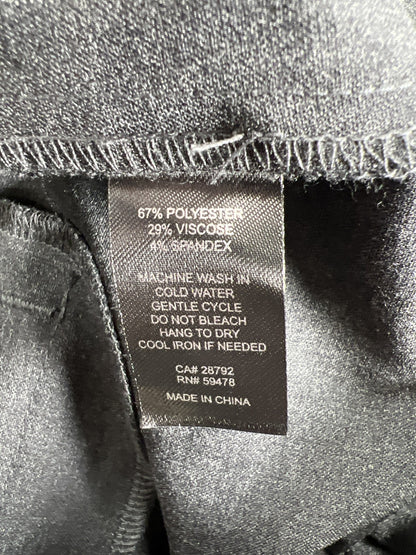 67% POLYESTER
29% VISCOSE
4% SPANDEX
MACHINE WASH IN
COLD WATER
GENTLE CYCLE
DO NOT BLEACH
HANG TO DRY
COOL IRON IF NEEDED
CA# 28792
RN# 59478
MADE IN CHINA